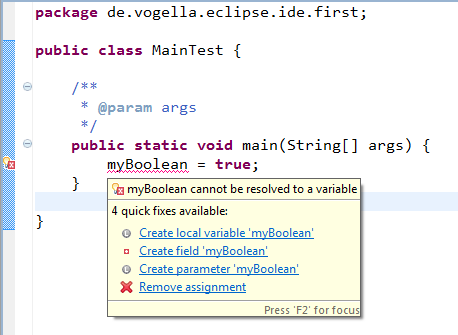 package de.vogella.eclipse.ide.first;
public class MainTest {
/**
* @param args
*/
public static void main(String[] args) {
myBoolean = true;
}
myBoolean cannot be resolved to a variable
4 quick fixes available:
Create local variable 'myBoolean'
Create field 'myBoolean'
Create parameter 'myBoolean'
Remove assignment
Press 'F2' for focus
}